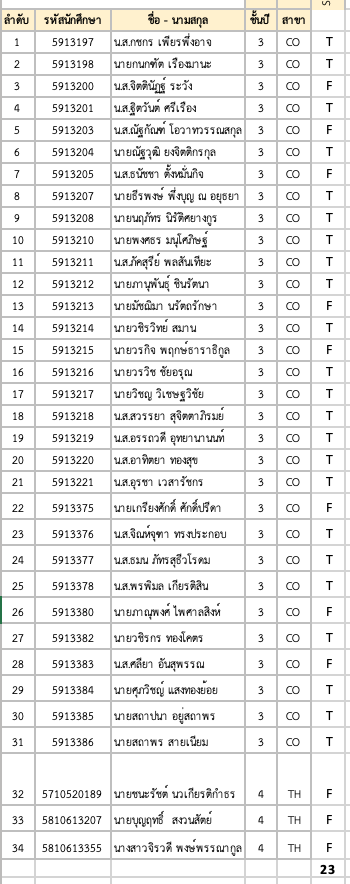 S
ลำดับ รหัสนักศึกษา ชื่อ - นามสกุล ชั้นปี สาขา
1 5913197 น.ส.กชกร เพียรพึ่งอาจ 3 CO T
2 5913198 นายกนกฑัต เรืองมานะ 3 CO T
3 5913200 น.ส.จิตตินัฏฐ์ ระวัง 3 CO F
4 5913201 น.ส.ฐิตวันต์ ศรีเรือง 3 CO T
5 5913203 น.ส.ณัฐกัณฑ์ โอวาทวรรณสกุล 3 CO F
6 5913204 นายณัฐวุฒิ ยงจิตติกรกุล 3 CO T
7 5913205 น.ส.ธนัชชา ตั้งหมั่นกิจ 3 CO F
8 5913207 นายธีรพงษ์ พึ่งบุญ ณ อยุธยา 3 CO T
9 5913208 นายนฤภัทร นิรัติศยางกูร 3 CO T
10 5913210 นายพงศธร มนุโศภิษฐ์ 3 CO T
11 5913211 น.ส.ภัคสุรีย์ พลสันเทียะ 3 CO T
12 5913212 นายภานุพันธุ์ ชินรัตนา 3 CO T
13 5913213 นายมัชฌิมา นรัตถรักษา 3 CO F
14 5913214 นายวชิรวิทย์ สมาน 3 CO T
15 5913215 นายวรกิจ พฤกษ์ธาราธิกูล 3 CO F
16 5913216 นายวรวิช ชัยอรุณ 3 CO T
17 5913217 นายวิชญ วิเชษฐวิชัย 3 CO T
18 5913218 น.ส.สวรรยา สุจิตตาภิรมย์ 3 CO T
19 5913219 น.ส.อรรถวดี อุทยานานนท์ 3 CO T
20 5913220 น.ส.อาทิตยา ทองสุข 3 CO T
21 5913221 น.ส.อุรชา เวสารัชกร 3 CO T
22 5913375 นายเกรียงศักดิ์ ศักดิ์ปรีดา 3 CO F
23 5913376 น.ส.จิณห์จุฑา ทรงประกอบ 3 CO T
24 5913377 น.ส.ธมน ภัทรสุธีวโรดม 3 CO T
25 5913378 น.ส.พรพิมล เกียรติสิน 3 CO T
26 5913380 นายภาณุพงศ์ ไพศาลสิงห์ 3 CO F
27 5913382 นายวชิรกร ทองโคตร 3 CO T
28 5913383 น.ส.ศลียา อันสุพรรณ 3 CO F
29 5913384 นายศุภวิชญ์ แสงทองย้อย 3 CO T
30 5913385 นายสถาปนา อยู่สถาพร 3 CO T
31 5913386 นายสถาพร สายเนียม 3 CO T
32 5710520189 นายชนะรัชต์ นวเกียรติกำธร 4 TH F
33 5810613207 นายบุญฤทธิ์ สงวนสัตย์ 4 TH F
34 5810613355 นางสาวจิรวดี พงษ์พรรณากูล 4 TH F
23